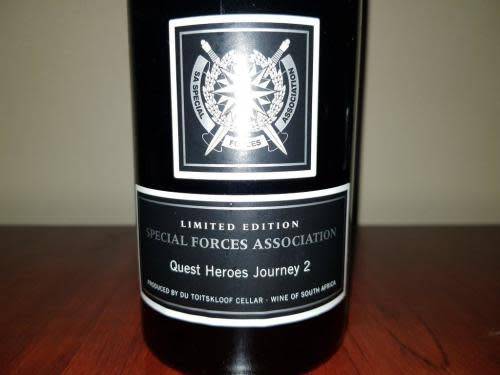 SA SPECIAL
FORCES
ASSOCIATION
LIMITED EDITION
SPECIAL FORCES ASSOCIATION
Quest Heroes Journey 2
PRODUCED BY DU TOITSKLOOF CELLAR · WINE OF SOUTH AFRICA